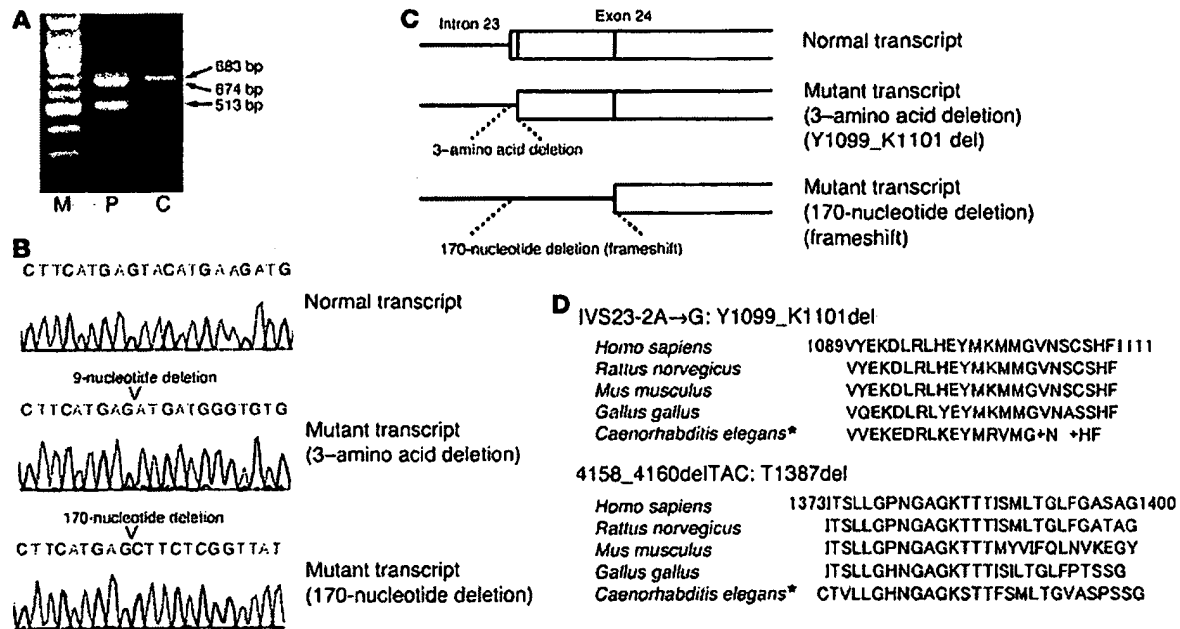 A
683 bp
674 bp
513 bp
M P C
B
CTTCATGAGTACATGAAGATG
Normal transcript
9-nucleotide deletion
CTTCATGAGATGATGGGTGTG
Mutant transcript
(3-amino acid deletion)
170-nucleotide deletion
CTTCATGAGCTTCTCGGTTAT
Mutant transcript
(170-nucleotide deletion)
C
Intron 23
Exon 24
Normal transcript
Mutant transcript
(3-amino acid deletion)
(Y1099_K1101 del)
3-amino acid deletion
Mutant transcript
(170-nucleotide deletion)
(frameshift)
170-nucleotide deletion (frameshift)
D
IVS23-2A→G: Y1099_K1101del
Homo sapiens 1089VYEKDLRLHEYMKMMGVNSCSHF1111
Rattus norvegicus VYEKDLRLHEYMKMMGVNSCSHF
Mus musculus VYEKDLRLHEYMKMMGVNSCSHF
Gallus gallus VQEKDLRLYEYMKMMGVNASSHF
Caenorhabditis elegans* VVEKEDRLKEYMRVMG+N +HF
4158_4160delTAC: T1387del
Homo sapiens 1373ITSLLGPNGAGKTTTISMLTGLFGASAG1400
Rattus norvegicus ITSLLGPNGAGKTTTISMLTGLFGATAG
Mus musculus ITSLLGPNGAGKTTTMYVIFQLNVKEGY
Gallus gallus ITSLLGHNGAGKTTTISILTGLFPTSSG
Caenorhabditis elegans* CTVLLGHNGAGKSTTFSMLTGVASPSSG